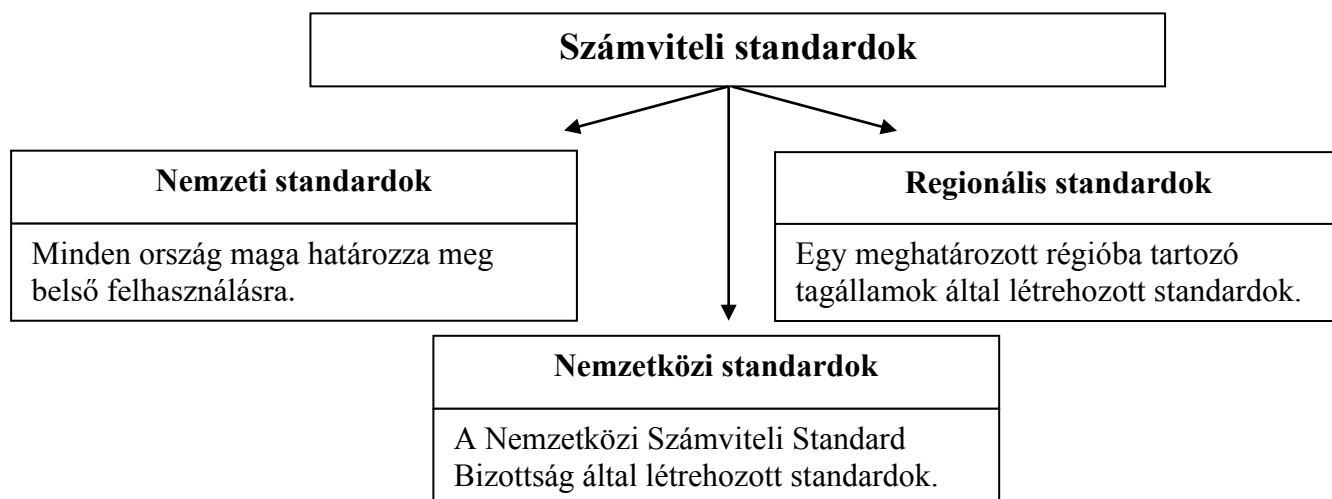 Számviteli standardok
Nemzeti standardok
Minden ország maga határozza meg
belső felhasználásra.
Regionális standardok
Egy meghatározott régióba tartozó
tagállamok által létrehozott standardok.
Nemzetközi standardok
A Nemzetközi Számviteli Standard
Bizottság által létrehozott standardok.